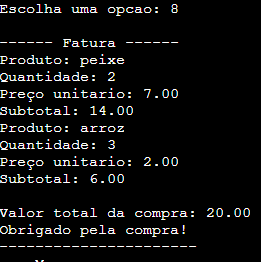 Escolha uma opcao: 8
------ Fatura ------
Produto: peixe
Quantidade: 2
Preço unitario: 7.00
Subtotal: 14.00
Produto: arroz
Quantidade: 3
Preço unitario: 2.00
Subtotal: 6.00
Valor total da compra: 20.00
Obrigado pela compra!
----------------------